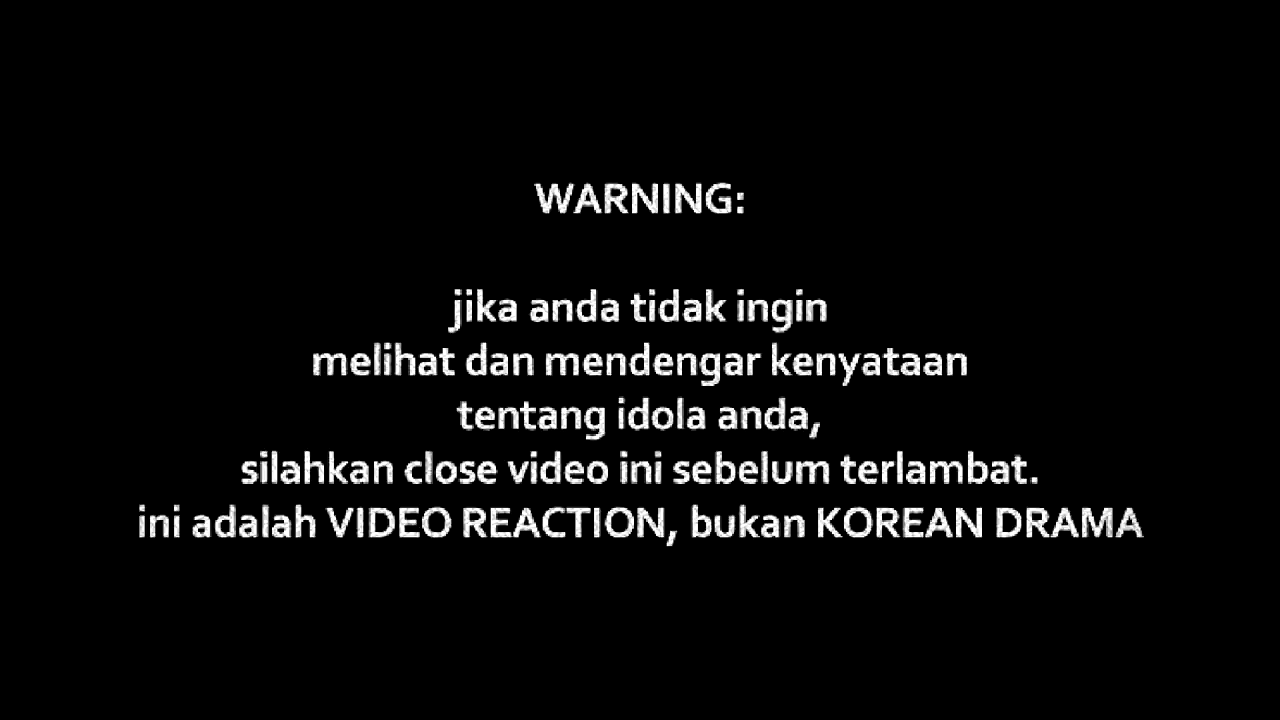 WARNING:
jika anda tidak ingin
melihat dan mendengar kenyataan
tentang idola anda,
silahkan close video ini sebelum terlambat.
ini adalah VIDEO REACTION, bukan KOREAN DRAMA